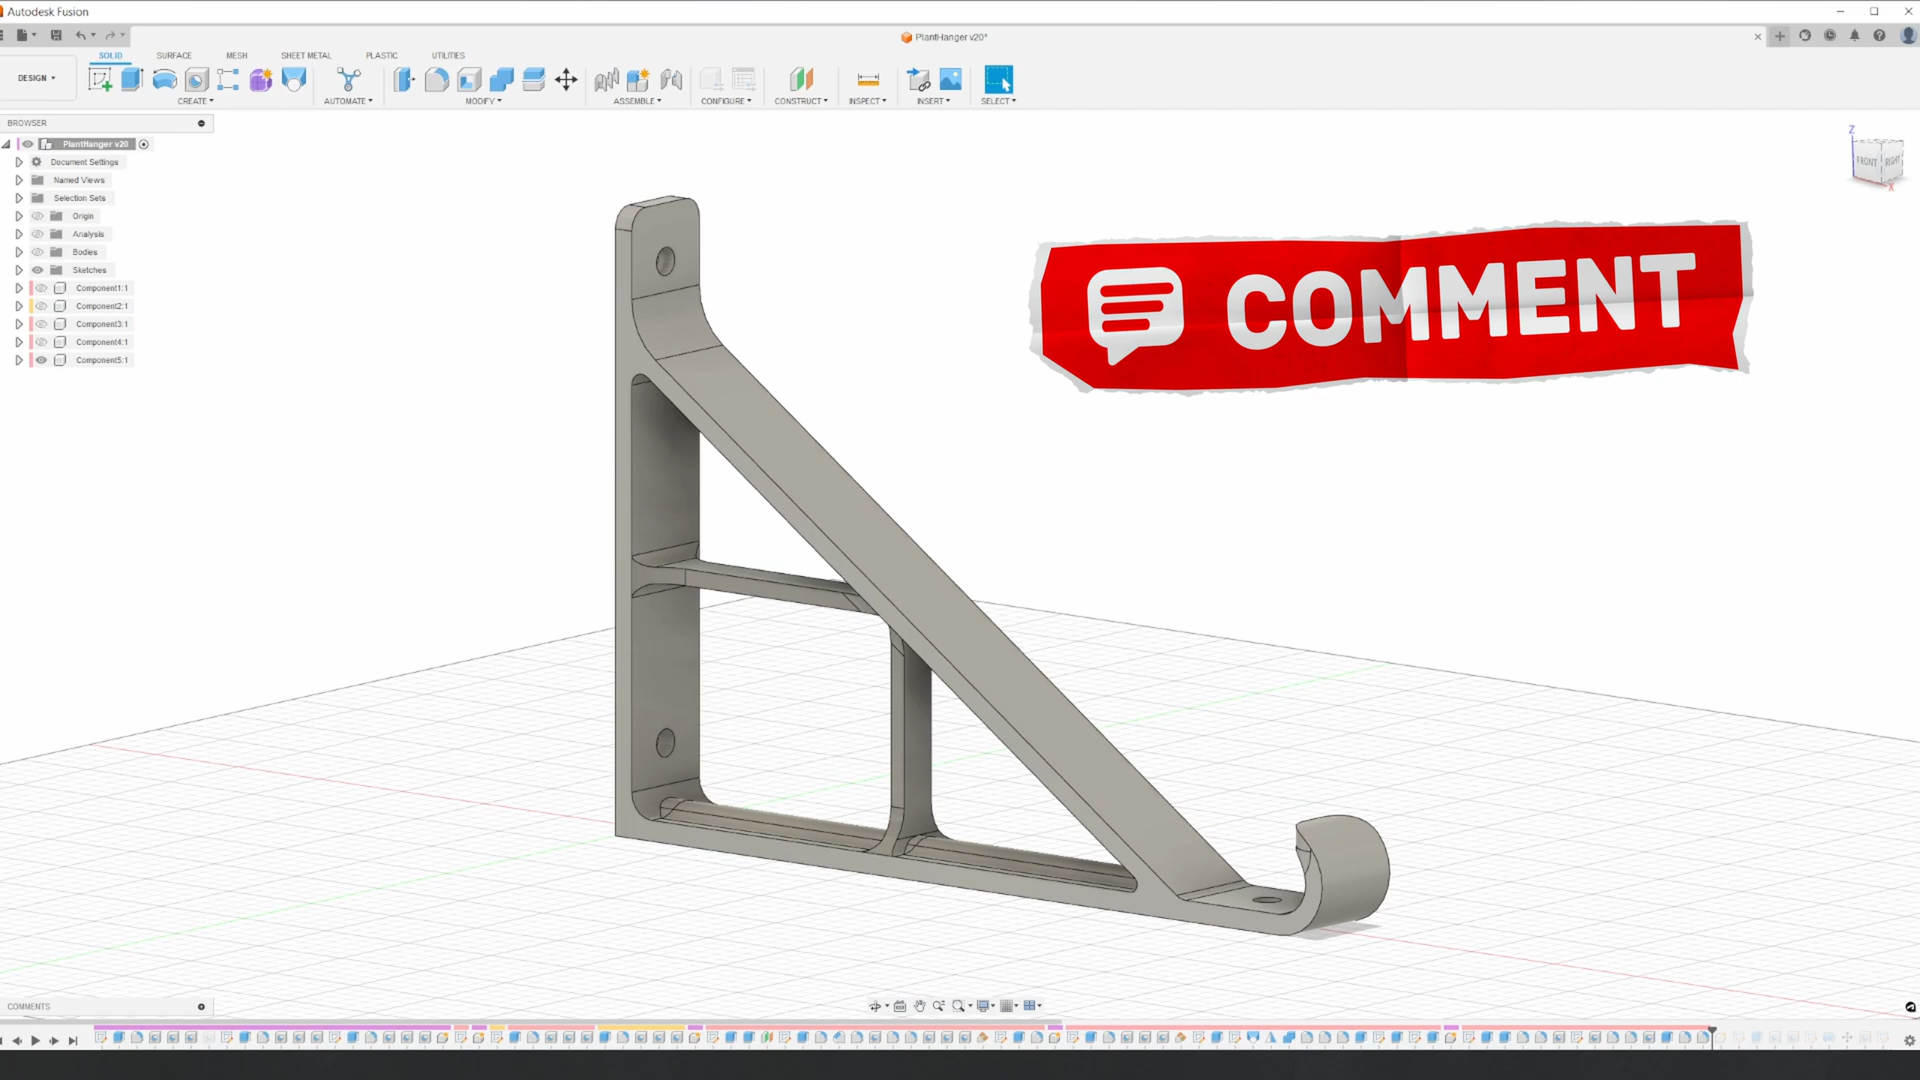 Autodesk Fusion
PlantHanger v20*
SOLID
SURFACE
MESH
SHEET METAL
PLASTIC
UTILITIES
DESIGN
CREATE
AUTOMATE
MODIFY
ASSEMBLE
CONFIGURE
CONSTRUCT
INSPECT
INSERT
SELECT
BROWSER
PlantHanger v20
Document Settings
Named Views
Selection Sets
Origin
Analysis
Bodies
Sketches
Component1:1
Component2:1
Component3:1
Component4:1
Component5:1
Z
FRONT
RIGHT
X
COMMENT
COMMENTS